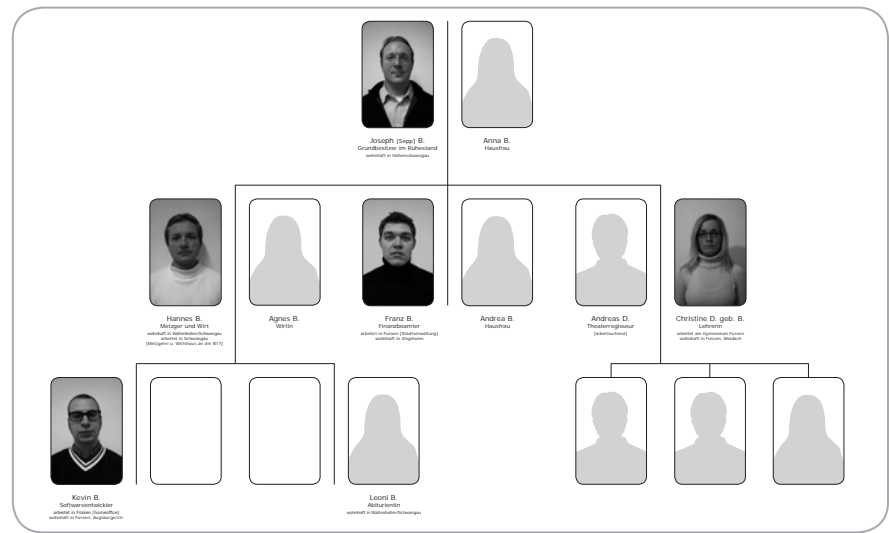 Joseph [Sepp] B.
Grundbesitzer im Ruhestand
wohnhaft in Hohenschwangau
Anna B.
Hausfrau
Hannes B.
Metzger und Wirt
wohnhaft in Waltenhofen/Schwangau
arbeitet in Schwangau
[Metzgerei u. Wirtshaus an der B17]
Agnes B.
Wirtin
Franz B.
Finanzbeamter
arbeitet in Füssen [Stadtverwaltung]
wohnhaft in Ziegelwies
Andrea B.
Hausfrau
Andreas D.
Theaterregisseur
[arbeitsuchend]
Christine D. geb. B.
Lehrerin
arbeitet am Gymnasium Füssen
wohnhaft in Füssen, Weidach
Kevin B.
Softwareentwickler
arbeitet in Füssen [homeoffice]
wohnhaft in Füssen,
Leoni B.
Abiturientin
wohnhaft in Waltenhofen/Schwangau